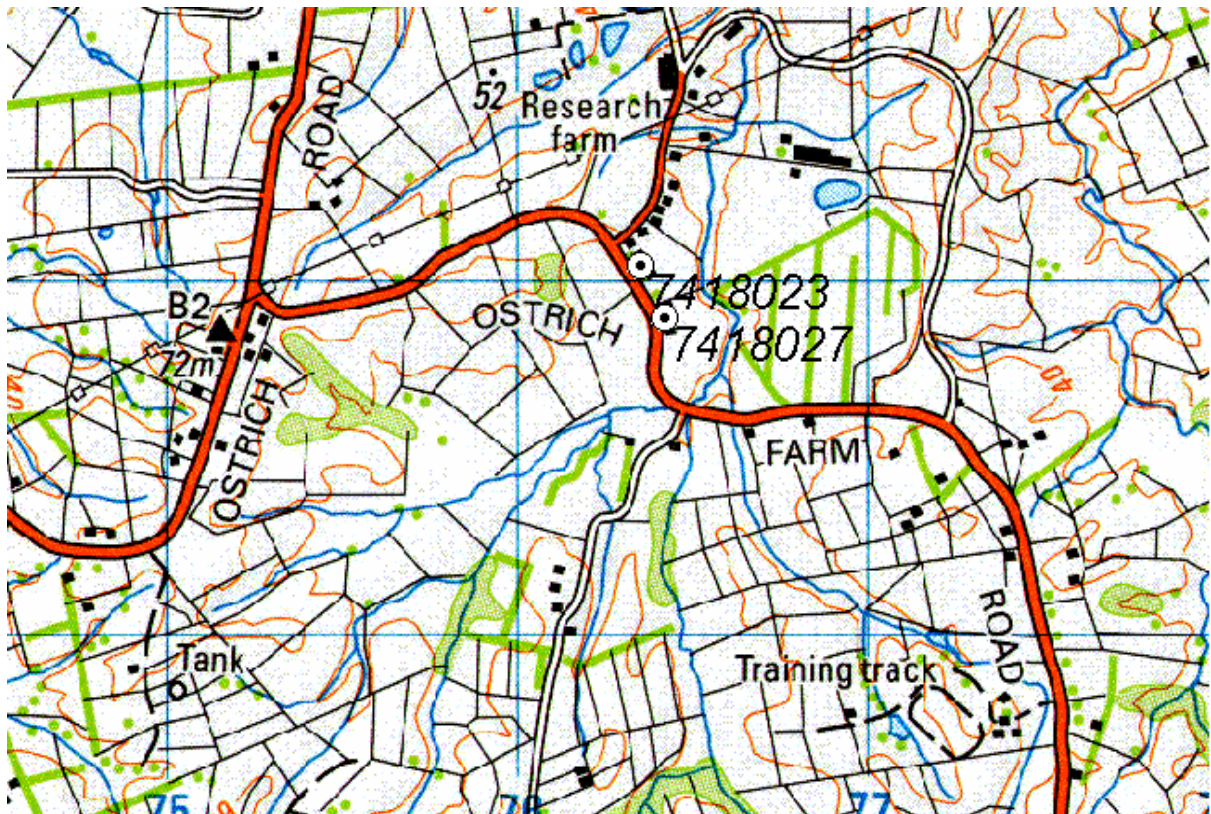 ROAD
52
Research
farm
B2
72m
OSTRICH
7418023
7418027
40
OSTRICH
FARM
ROAD
Tank
Training track
75
76
77